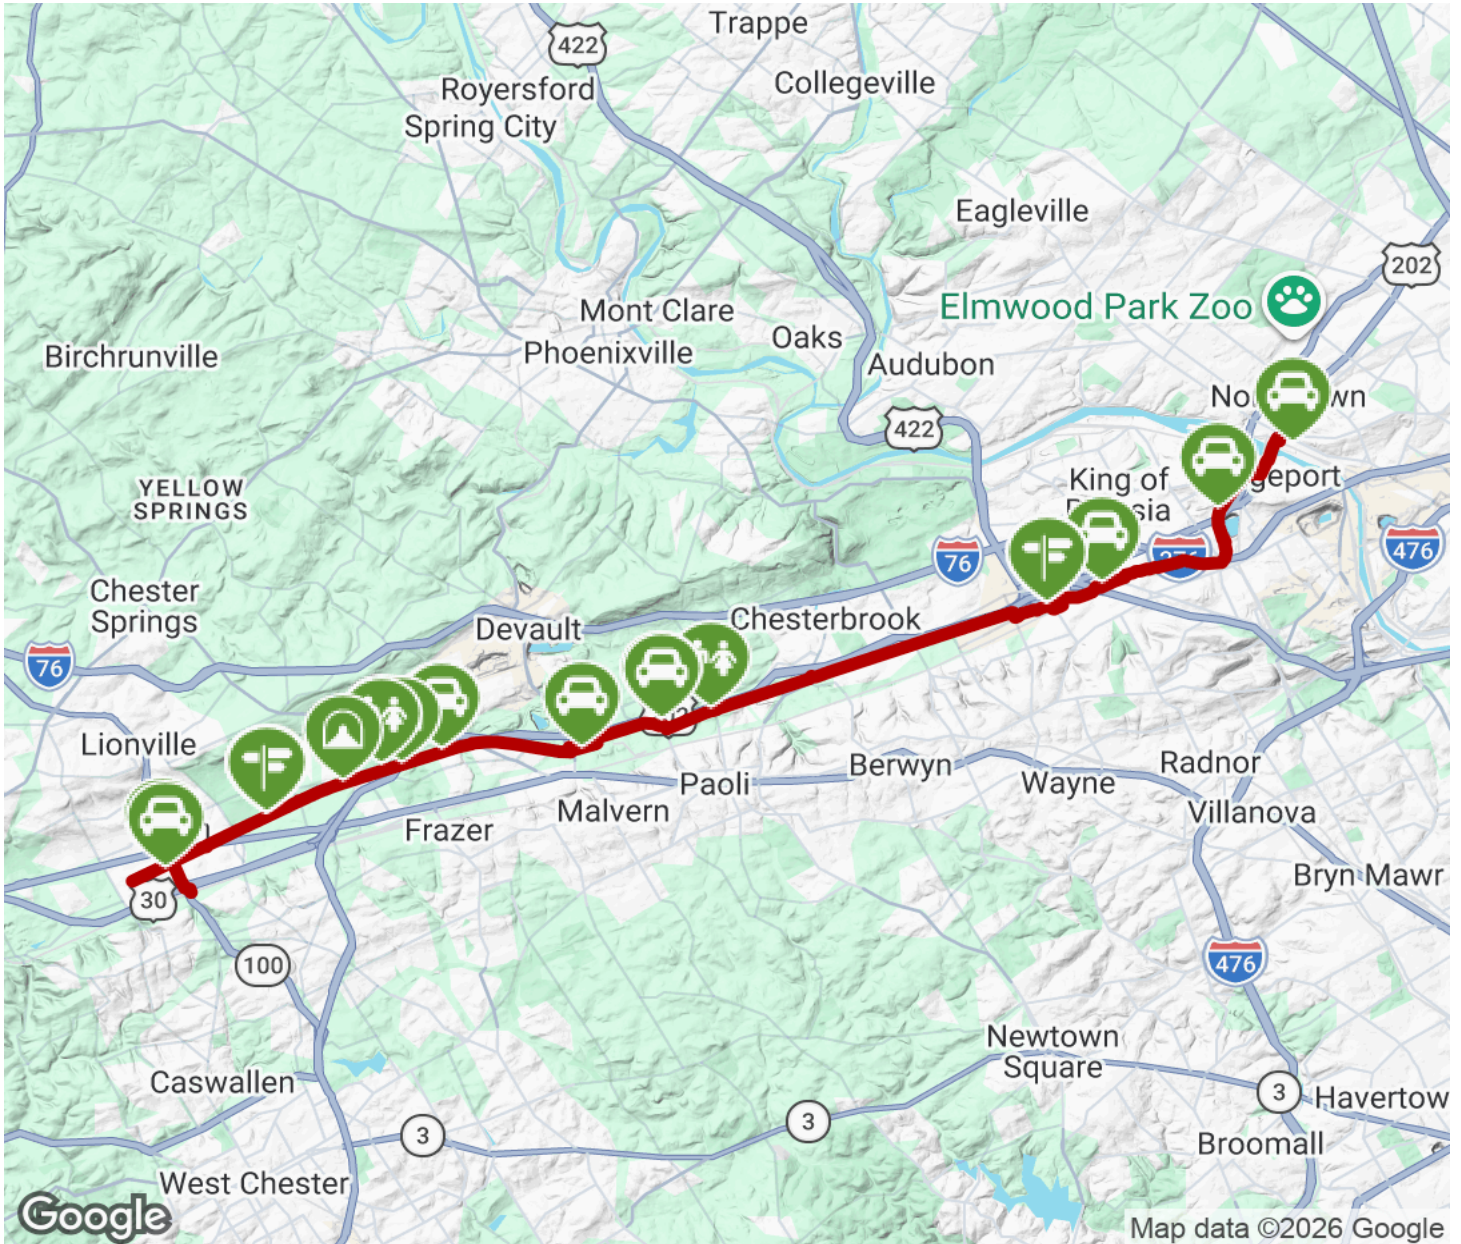 Trappe
422
Collegeville
Royersford
Spring City
Eagleville
202
Elmwood Park Zoo
Mont Clare
Oaks
Phoenixville
Birchrunville
Audubon
422
King of
geport
YELLOW
SPRINGS
76
476
Chester
Springs
Chesterbrook
Devault
76
Lionville
Berwyn
Radnor
Paoli
Wayne
Malvern
Villanova
Frazer
Bryn Mawr
30
100
476
Newtown
Square
Caswallen
3
Havertow
3
3
Broomall
West Chester
Google
Map data ©2026 Google